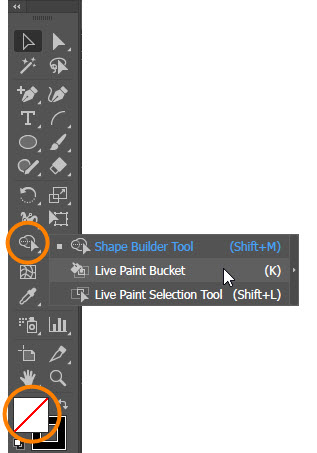 Shape Builder Tool (Shift+M)
Live Paint Bucket (K)
Live Paint Selection Tool (Shift+L)